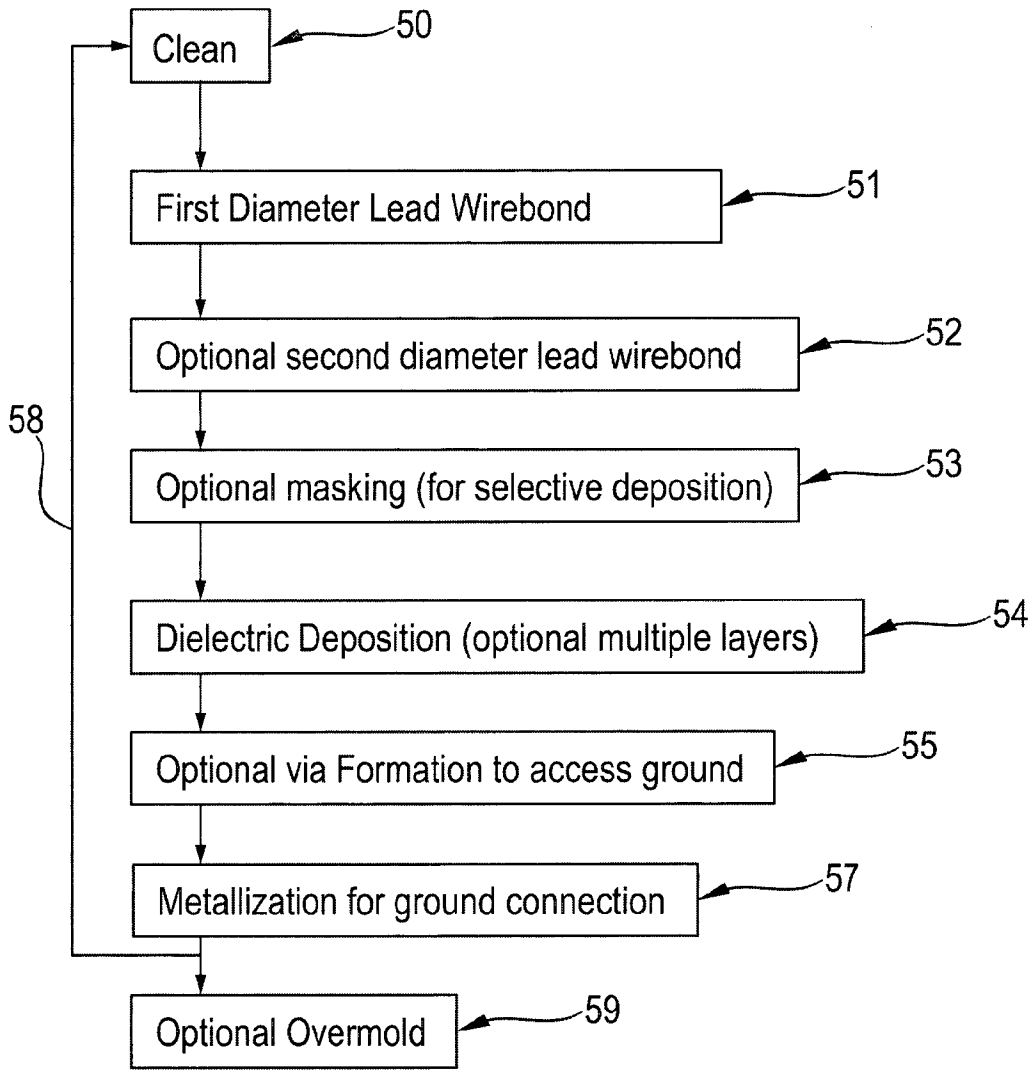 Clean
50
First Diameter Lead Wirebond
51
Optional second diameter lead wirebond
52
58
Optional masking (for selective deposition)
53
Dielectric Deposition (optional multiple layers)
54
Optional via Formation to access ground
55
Metallization for ground connection
57
Optional Overmold
59